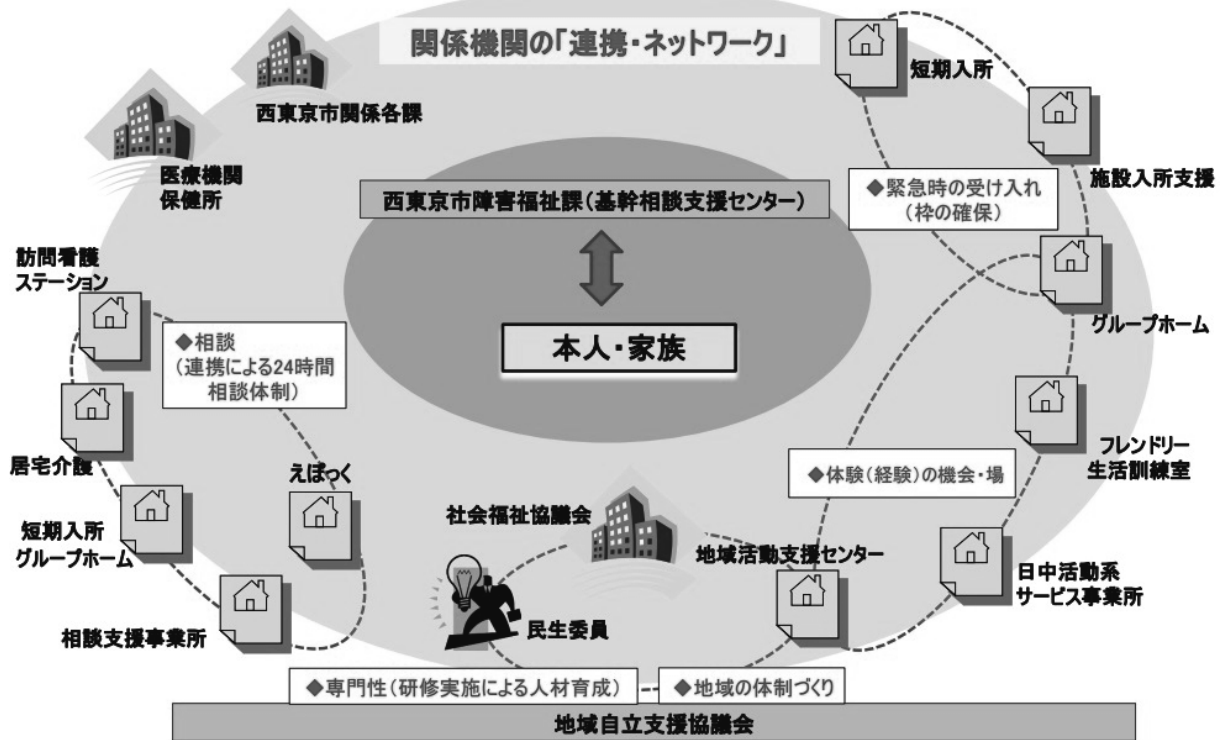 関係機関の「連携・ネットワーク」
短期入所
西東京市関係各課
医療機関
保健所
施設入所支援
◆緊急時の受け入れ
(枠の確保)
西東京市障害福祉課(基幹相談支援センター)
訪問看護
ステーション
グループホーム
◆相談
(連携による24時間
相談体制)
本人・家族
居宅介護
えぽっく
フレンドリー
生活訓練室
◆体験(経験)の機会・場
短期入所
グループホーム
社会福祉協議会
地域活動支援センター
日中活動系
サービス事業所
相談支援事業所
民生委員
◆専門性(研修実施による人材育成)
◆地域の体制づくり
地域自立支援協議会